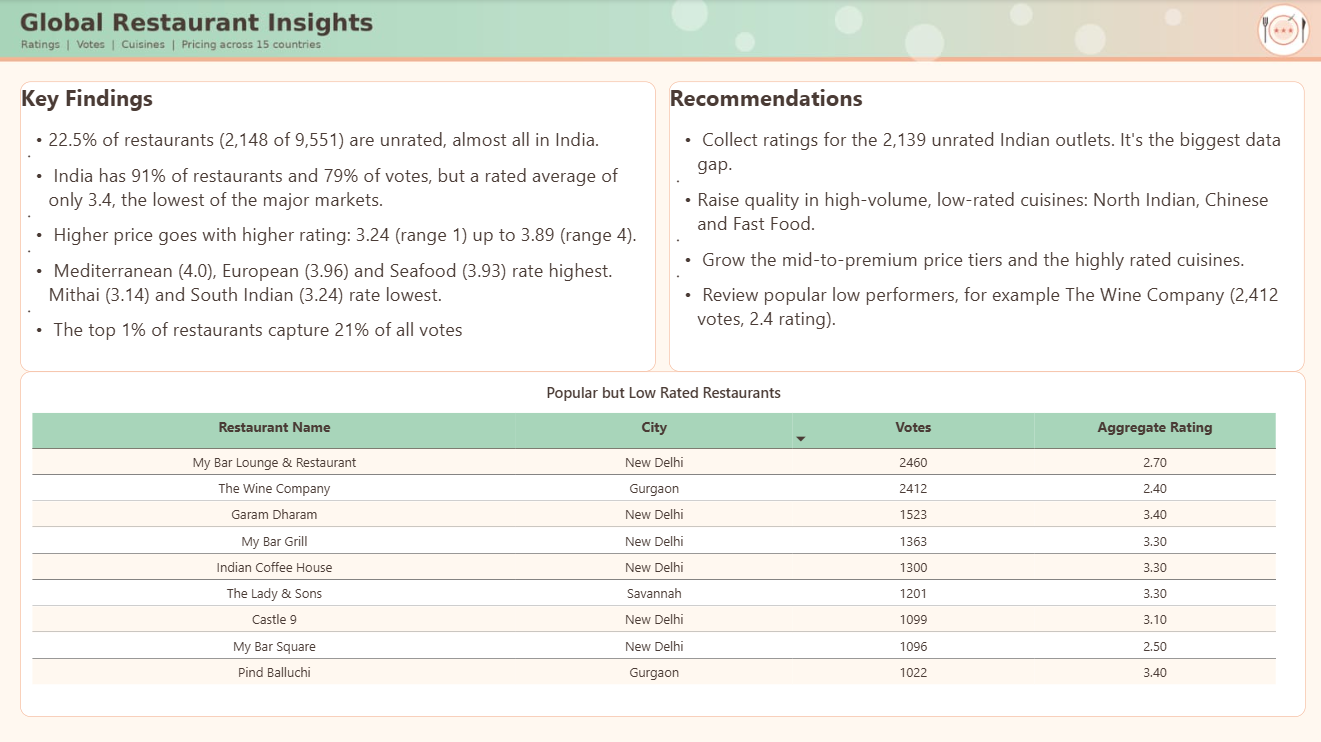 Global Restaurant Insights
Ratings | Votes | Cuisines | Pricing across 15 countries
Key Findings
• 22.5% of restaurants (2,148 of 9,551) are unrated, almost all in India.
• India has 91% of restaurants and 79% of votes, but a rated average of
only 3.4, the lowest of the major markets.
• Higher price goes with higher rating: 3.24 (range 1) up to 3.89 (range 4).
• Mediterranean (4.0), European (3.96) and Seafood (3.93) rate highest.
Mithai (3.14) and South Indian (3.24) rate lowest.
• The top 1% of restaurants capture 21% of all votes
Recommendations
• Collect ratings for the 2,139 unrated Indian outlets. It's the biggest data
gap.
• Raise quality in high-volume, low-rated cuisines: North Indian, Chinese
and Fast Food.
• Grow the mid-to-premium price tiers and the highly rated cuisines.
• Review popular low performers, for example The Wine Company (2,412
votes, 2.4 rating).
Popular but Low Rated Restaurants
Restaurant Name City Votes Aggregate Rating
My Bar Lounge & Restaurant New Delhi 2460 2.70
The Wine Company Gurgaon 2412 2.40
Garam Dharam New Delhi 1523 3.40
My Bar Grill New Delhi 1363 3.30
Indian Coffee House New Delhi 1300 3.30
The Lady & Sons Savannah 1201 3.30
Castle 9 New Delhi 1099 3.10
My Bar Square New Delhi 1096 2.50
Pind Balluchi Gurgaon 1022 3.40